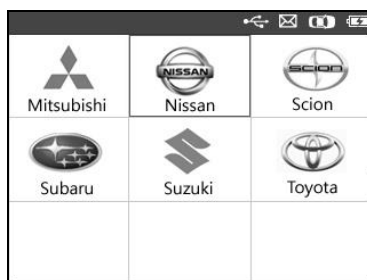 NISSAN
SCION
Mitsubishi
Nissan
Scion
Subaru
Suzuki
Toyota